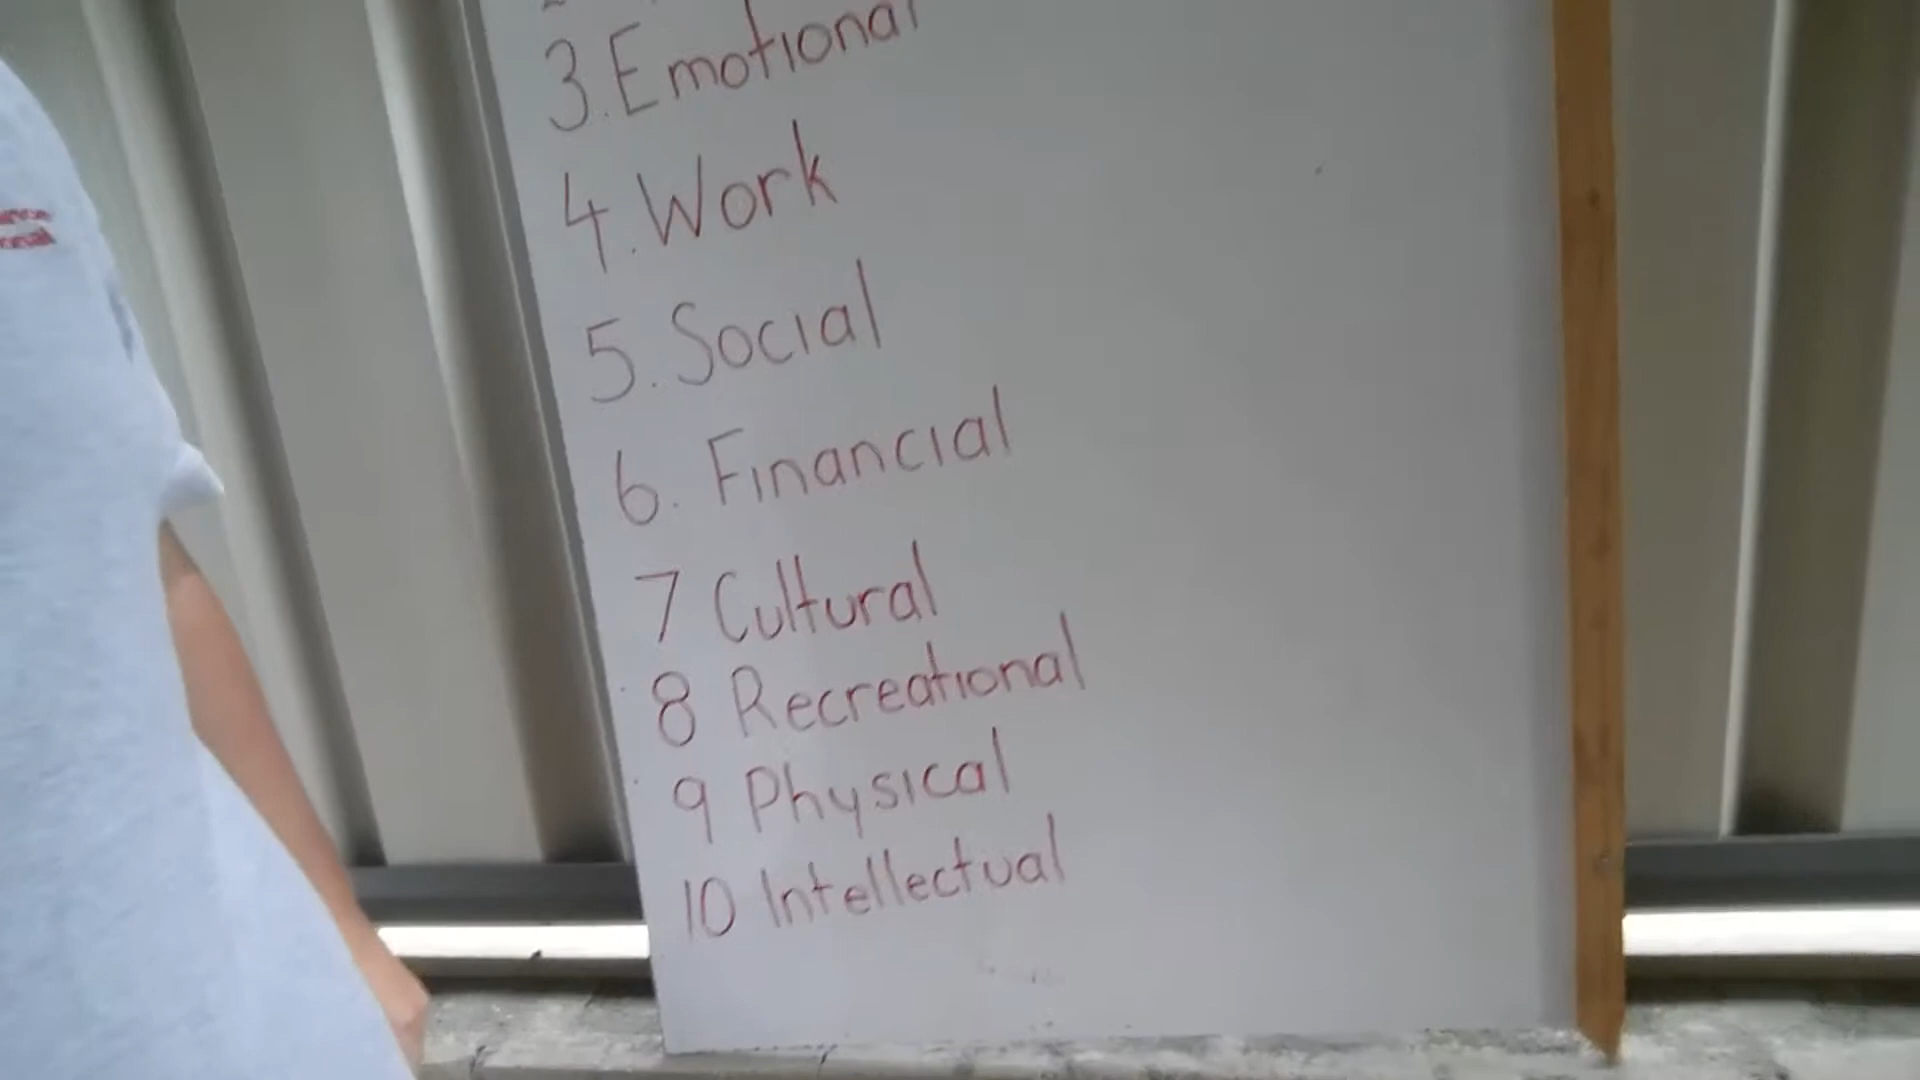 3. Emotional
4. Work
5. Social
6. Financial
7 Cultural
8 Recreational
9 Physical
10 Intellectual